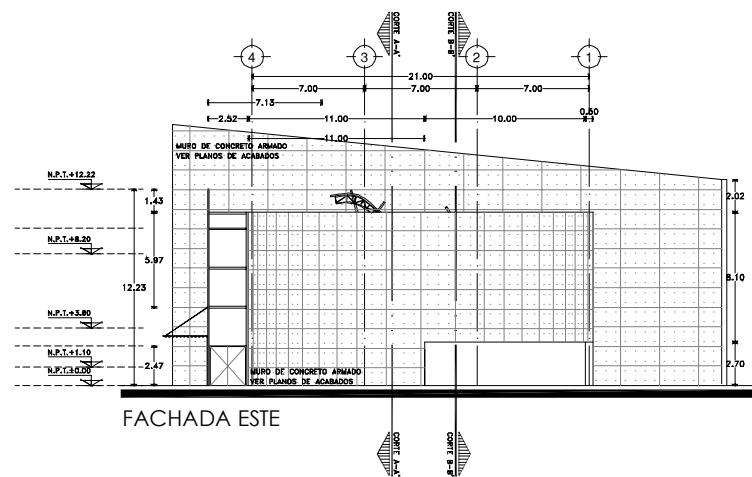 CORTE A-A'
CORTE B-B'
4
3
2
1
21.00
7.00
7.00
7.00
7.13
0.50
2.52
11.00
10.00
11.00
MURO DE CONCRETO ARMADO
VER PLANOS DE ACABADOS
N.P.T.+12.22
1.43
2.02
N.P.T.+8.20
5.97
8.10
12.23
N.P.T.+3.80
N.P.T.+1.10
2.47
2.70
N.P.T.±0.00
MURO DE CONCRETO ARMADO
VER PLANOS DE ACABADOS
FACHADA ESTE
CORTE A-A'
CORTE B-B'